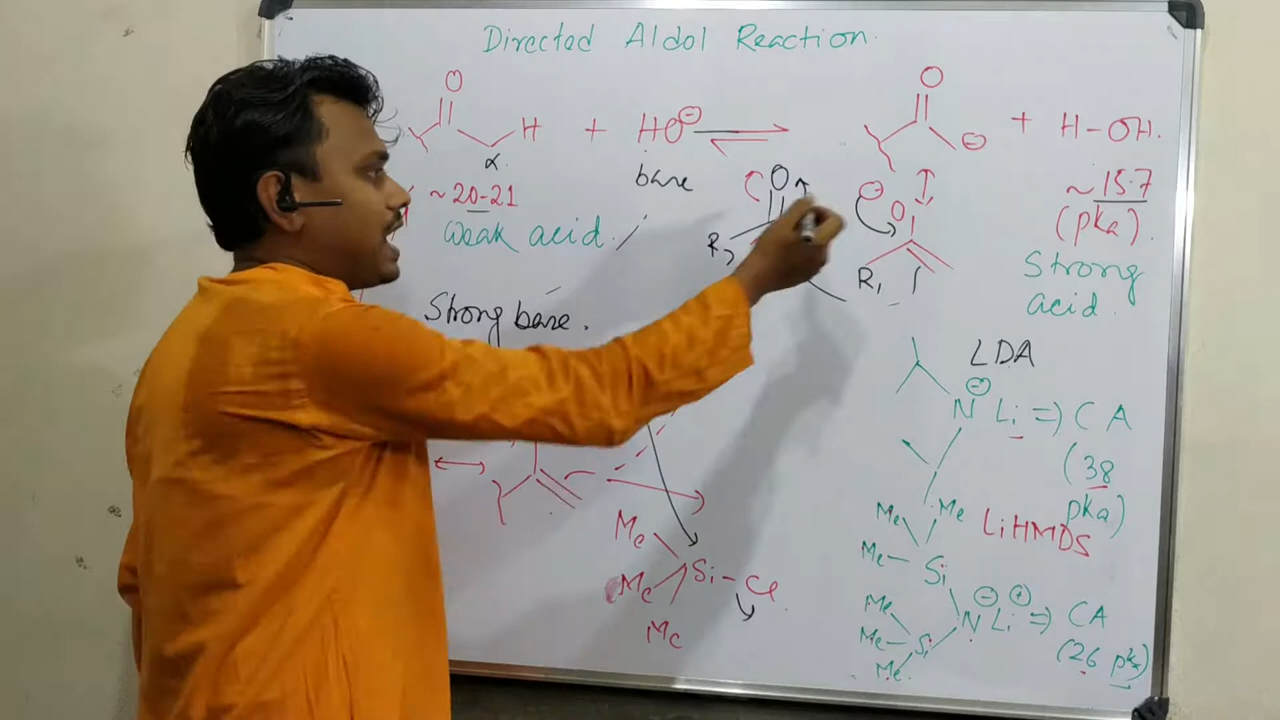 Directed Aldol Reaction
O
H + HO⊖ ⇌
O
⊖ + H-OH.
α
base
O
⊖
O
~20-21
~15.7
(pka).
Weak acid.
R2
R1
Strong acid.
Strong base.
LDA
N⊖ Li ⇒ CA
(38 pka)
Me
Me
Me
Si-Cl
Me Me
LiHMDS
Me
Si
Me
Me
Me
Si
N⊖ Li⊕ ⇒ CA
(26 pka)